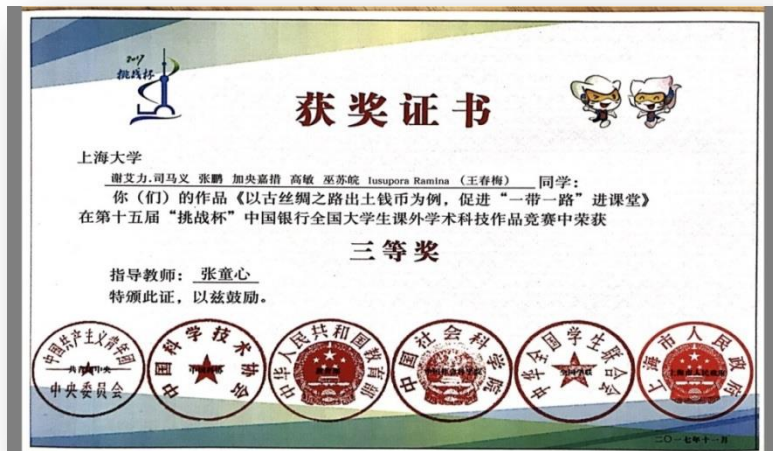 2017
挑战杯
获奖证书
上海大学
谢艾力.司马义 张鹏 加央嘉措 高敏 巫苏皖 Iusupora Ramina （王春梅） 同学：
你（们）的作品《以古丝绸之路出土钱币为例，促进“一带一路”进课堂》
在第十五届“挑战杯”中国银行全国大学生课外学术科技作品竞赛中荣获
三等奖
指导教师： 张童心
特颁此证，以兹鼓励。
中国共产主义青年团
中央委员会
中国科学技术协会
中华人民共和国教育部
中国社会科学院
中华全国学生联合会
上海市人民政府
二〇一七年十一月